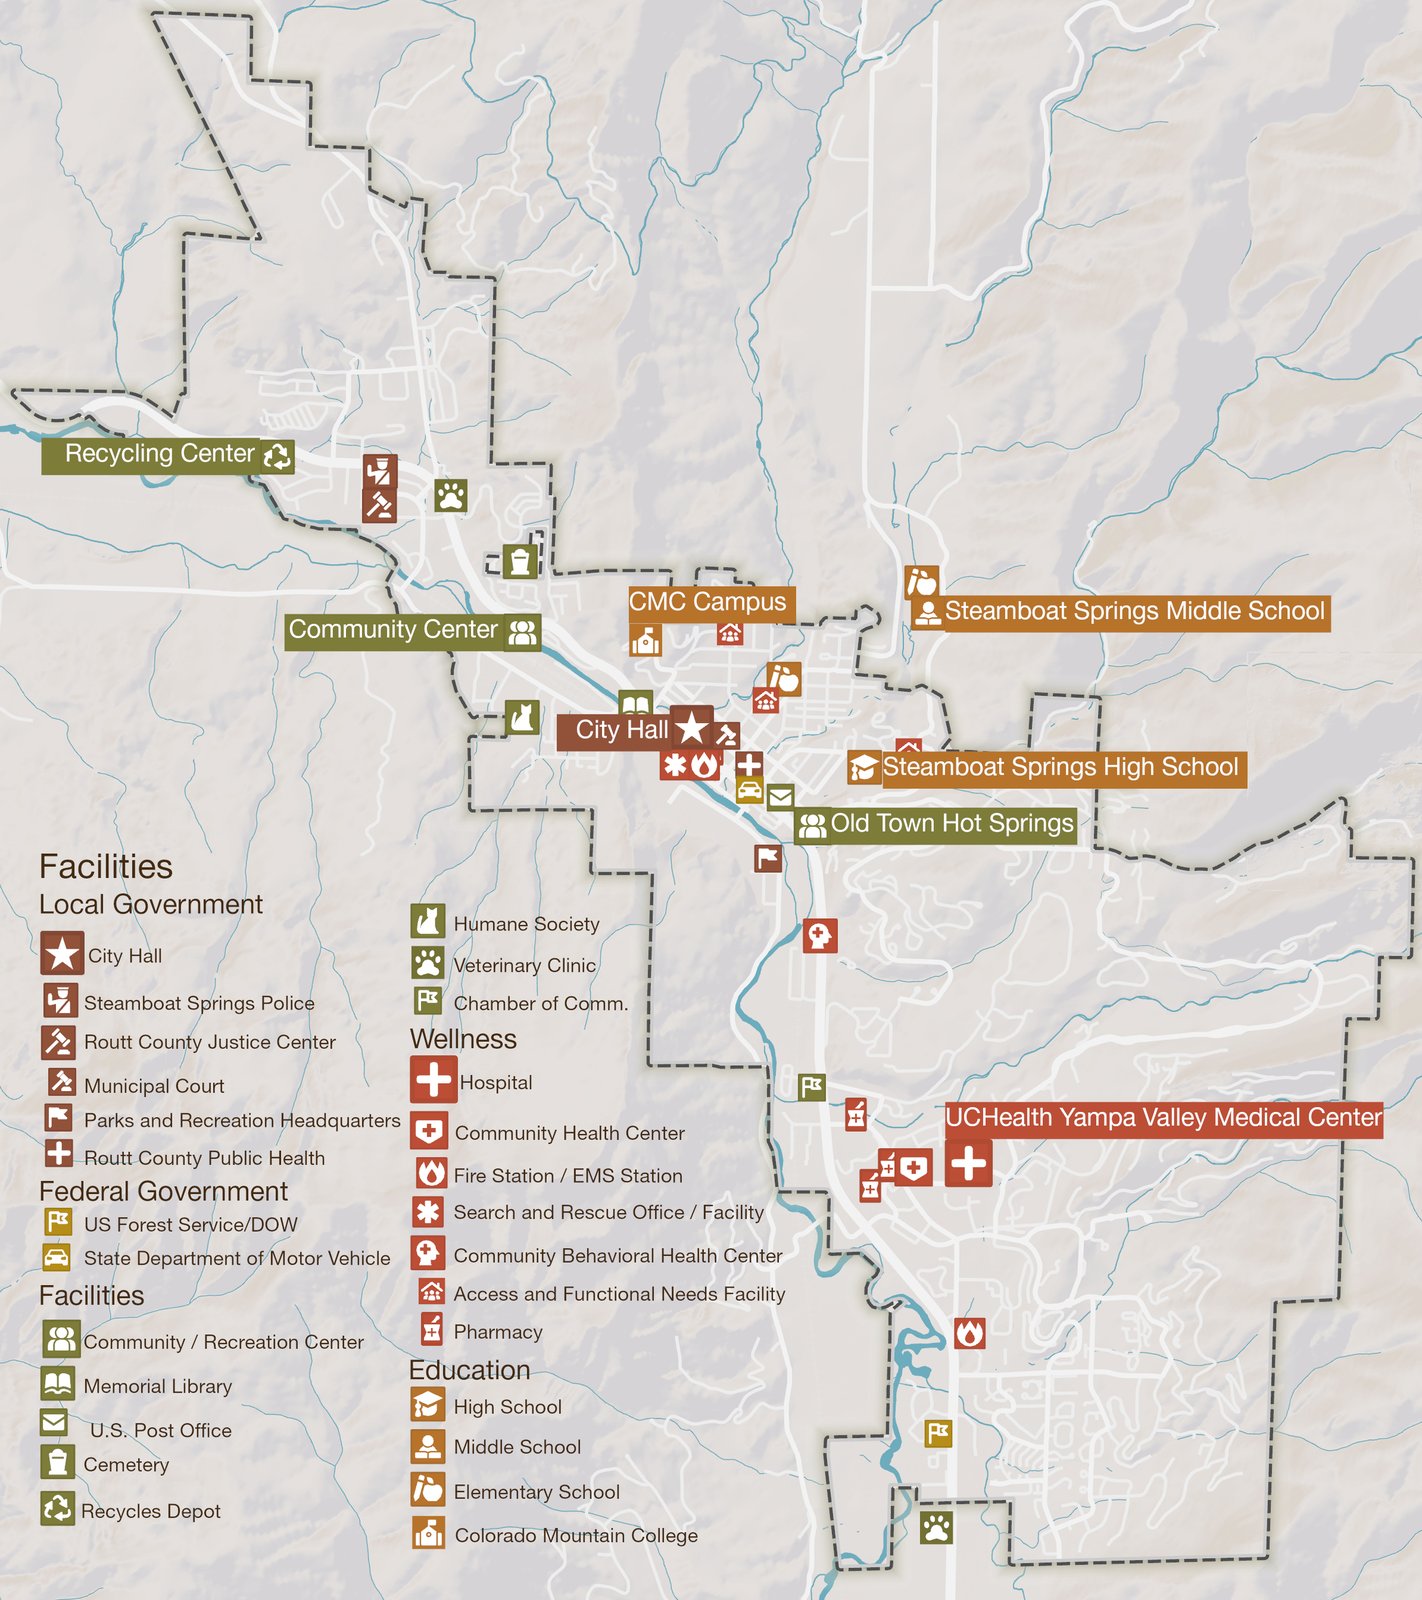 Recycling Center
CMC Campus
Steamboat Springs Middle School
Community Center
City Hall
Steamboat Springs High School
Old Town Hot Springs
UCHealth Yampa Valley Medical Center
Facilities
Local Government
City Hall
Steamboat Springs Police
Routt County Justice Center
Municipal Court
Parks and Recreation Headquarters
Routt County Public Health
Federal Government
US Forest Service/DOW
State Department of Motor Vehicle
Facilities
Community / Recreation Center
Memorial Library
U.S. Post Office
Cemetery
Recycles Depot
Humane Society
Veterinary Clinic
Chamber of Comm.
Wellness
Hospital
Community Health Center
Fire Station / EMS Station
Search and Rescue Office / Facility
Community Behavioral Health Center
Access and Functional Needs Facility
Pharmacy
Education
High School
Middle School
Elementary School
Colorado Mountain College